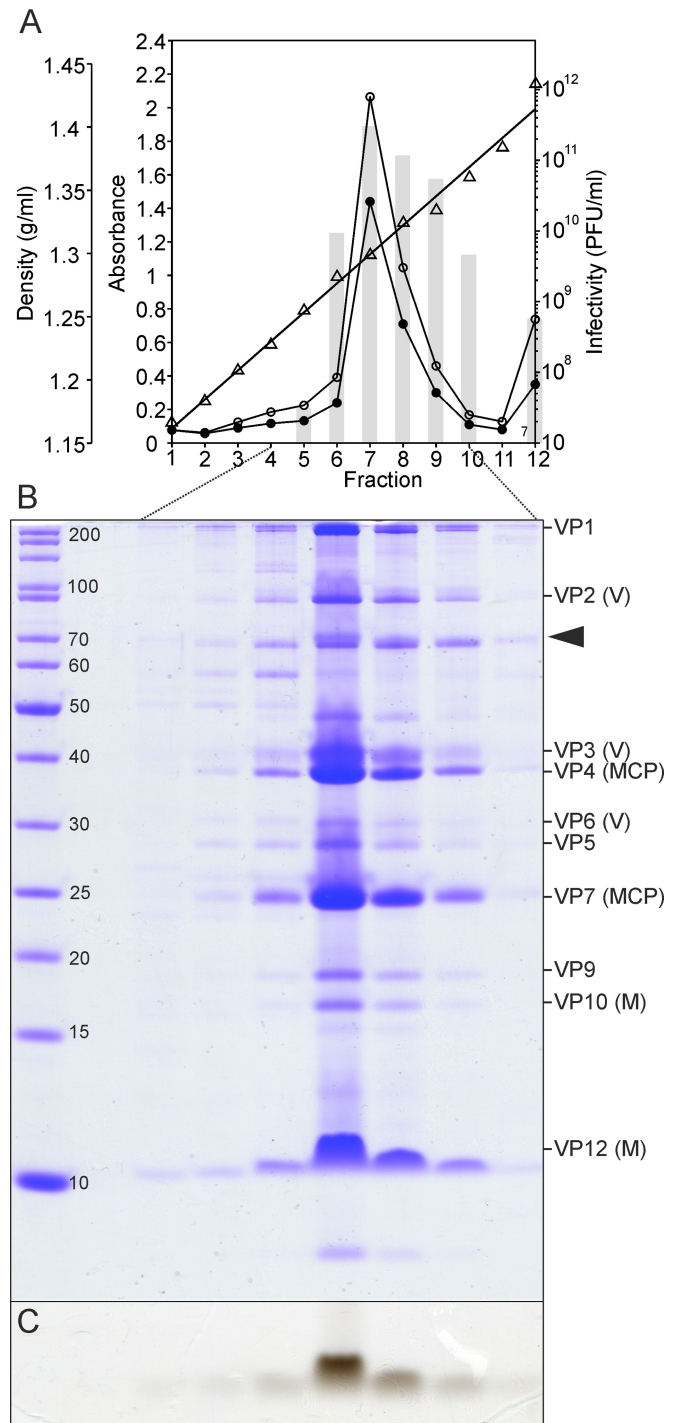 A
1.45
1.4
1.35
1.3
1.25
1.2
1.15
Density (g/ml)
2.4
2.2
2
1.8
1.6
1.4
1.2
1
0.8
0.6
0.4
0.2
0
Absorbance
10¹²
10¹¹
10¹⁰
10⁹
10⁸
10
7
Infectivity (PFU/ml)
1 2 3 4 5 6 7 8 9 10 11 12
Fraction
B
200
100
70
60
50
40
30
25
20
15
10
VP1
VP2 (V)
VP3 (V)
VP4 (MCP)
VP6 (V)
VP5
VP7 (MCP)
VP9
VP10 (M)
VP12 (M)
C